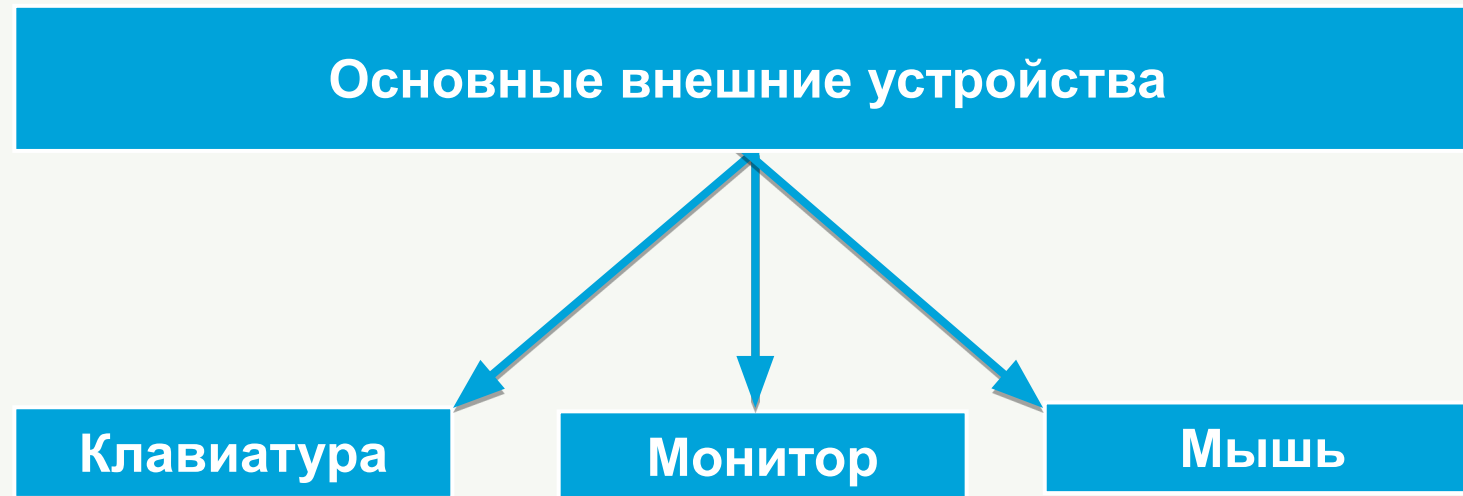 Основные внешние устройства
Клавиатура
Монитор
Мышь